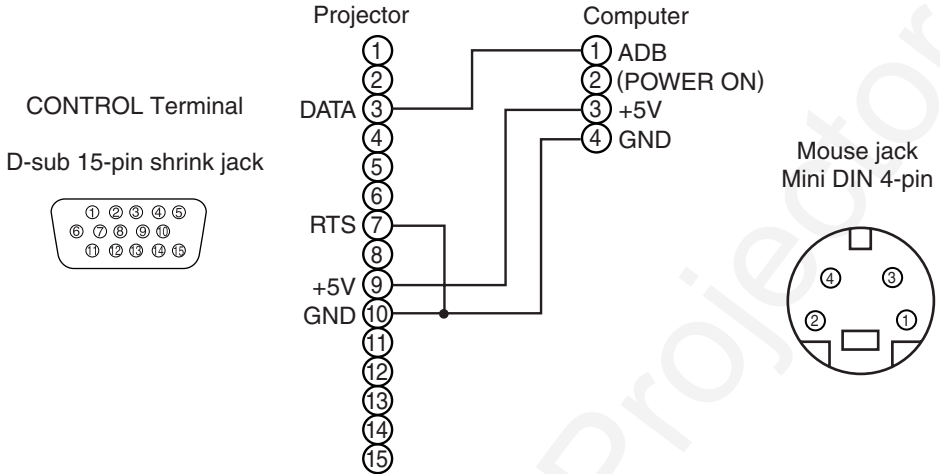 Projector
Computer
CONTROL Terminal
D-sub 15-pin shrink jack
① ② ③ ④ ⑤
⑥ ⑦ ⑧ ⑨ ⑩
⑪ ⑫ ⑬ ⑭ ⑮
1
2
DATA 3
4
5
6
RTS 7
8
+5V 9
GND 10
11
12
13
14
15
1 ADB
2 (POWER ON)
3 +5V
4 GND
Mouse jack
Mini DIN 4-pin
4 3
2 1
Projector